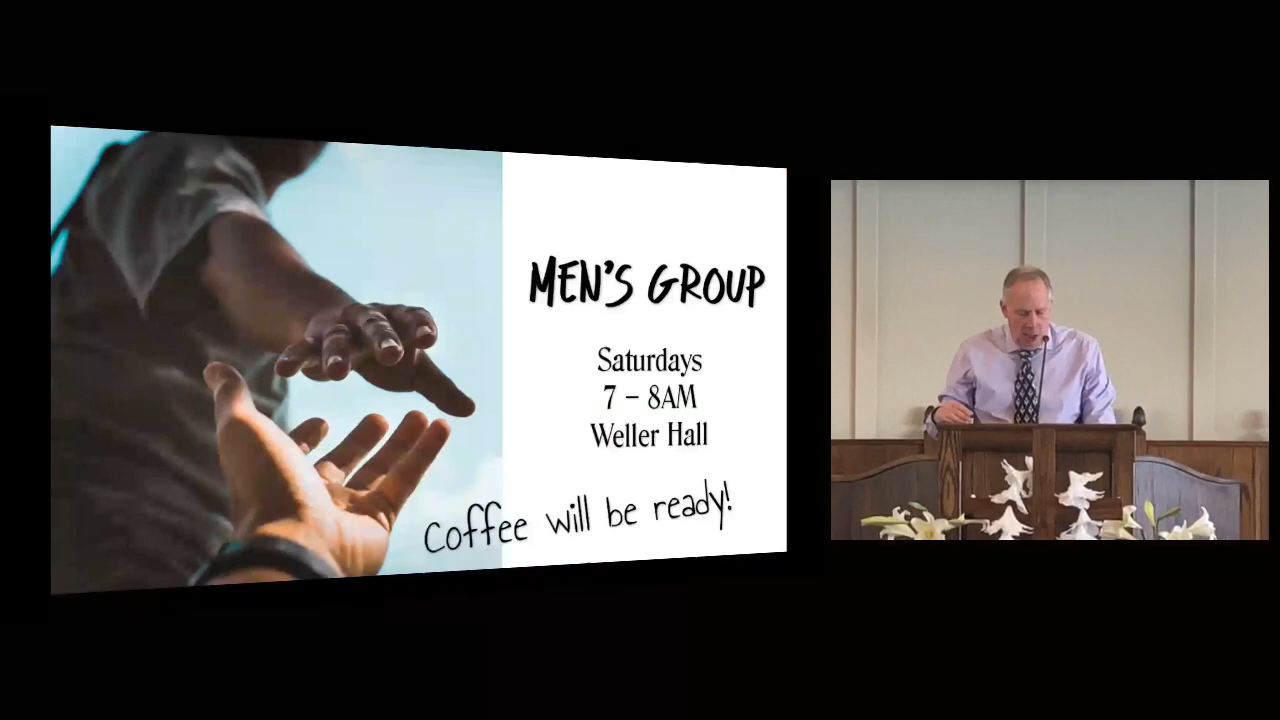 MEN'S GROUP
Saturdays
7 – 8AM
Weller Hall
Coffee will be ready!